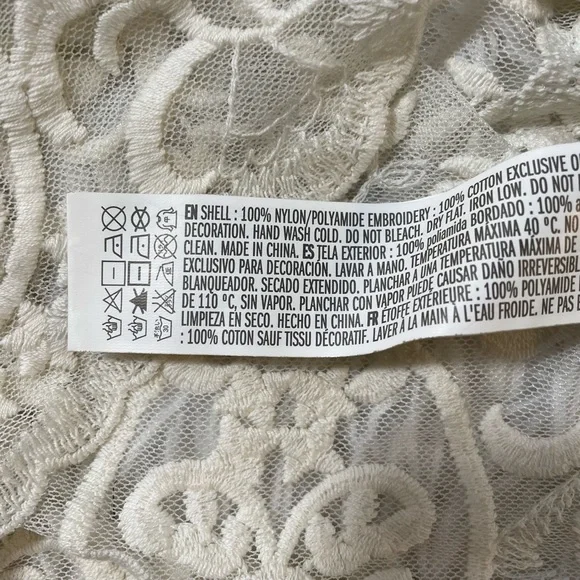 EN SHELL : 100% NYLON/POLYAMIDE EMBROIDERY : 100% COTTON EXCLUSIVE O
DECORATION. HAND WASH COLD. DO NOT BLEACH. DRY FLAT. IRON LOW. DO NOT
CLEAN. MADE IN CHINA. ES TELA EXTERIOR : 100% poliamida BORDADO : 100% a
EXCLUSIVO PARA DECORACIÓN. LAVAR A MANO. TEMPERATURA MÁXIMA 40 °C. NO
BLANQUEADOR. SECADO EXTENDIDO. PLANCHAR A UNA TEMPERATURA MÁXIMA DE
DE 110 °C, SIN VAPOR. PLANCHAR CON VAPOR PUEDE CAUSAR DAÑO IRREVERSIBL
LIMPIEZA EN SECO. HECHO EN CHINA. FR ÉTOFFE EXTÉRIEURE : 100% POLYAMIDE
: 100% COTON SAUF TISSU DÉCORATIF. LAVER À LA MAIN À L'EAU FROIDE. NE PAS